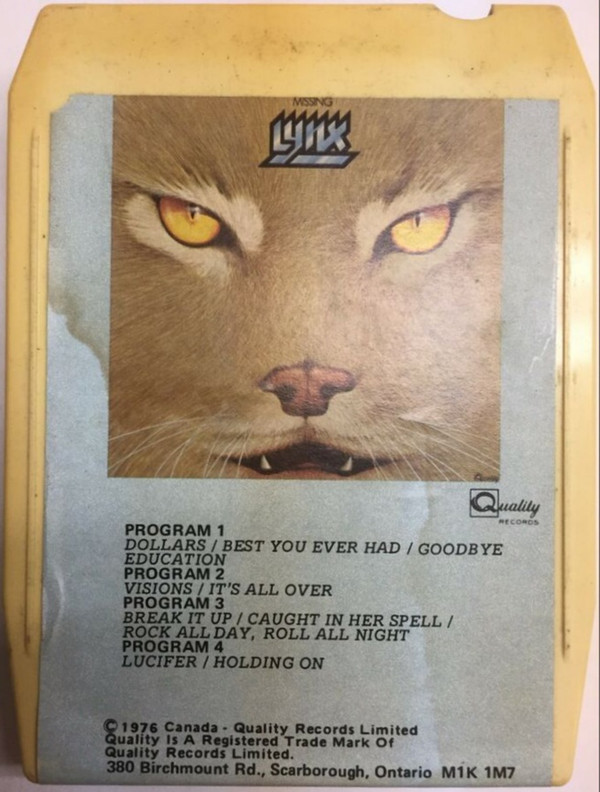 MISSING
Lynx
Quality
RECORDS
PROGRAM 1
DOLLARS / BEST YOU EVER HAD / GOODBYE
EDUCATION
PROGRAM 2
VISIONS / IT'S ALL OVER
PROGRAM 3
BREAK IT UP / CAUGHT IN HER SPELL /
ROCK ALL DAY, ROLL ALL NIGHT
PROGRAM 4
LUCIFER / HOLDING ON
© 1976 Canada - Quality Records Limited
Quality Is A Registered Trade Mark Of
Quality Records Limited.
380 Birchmount Rd., Scarborough, Ontario M1K 1M7